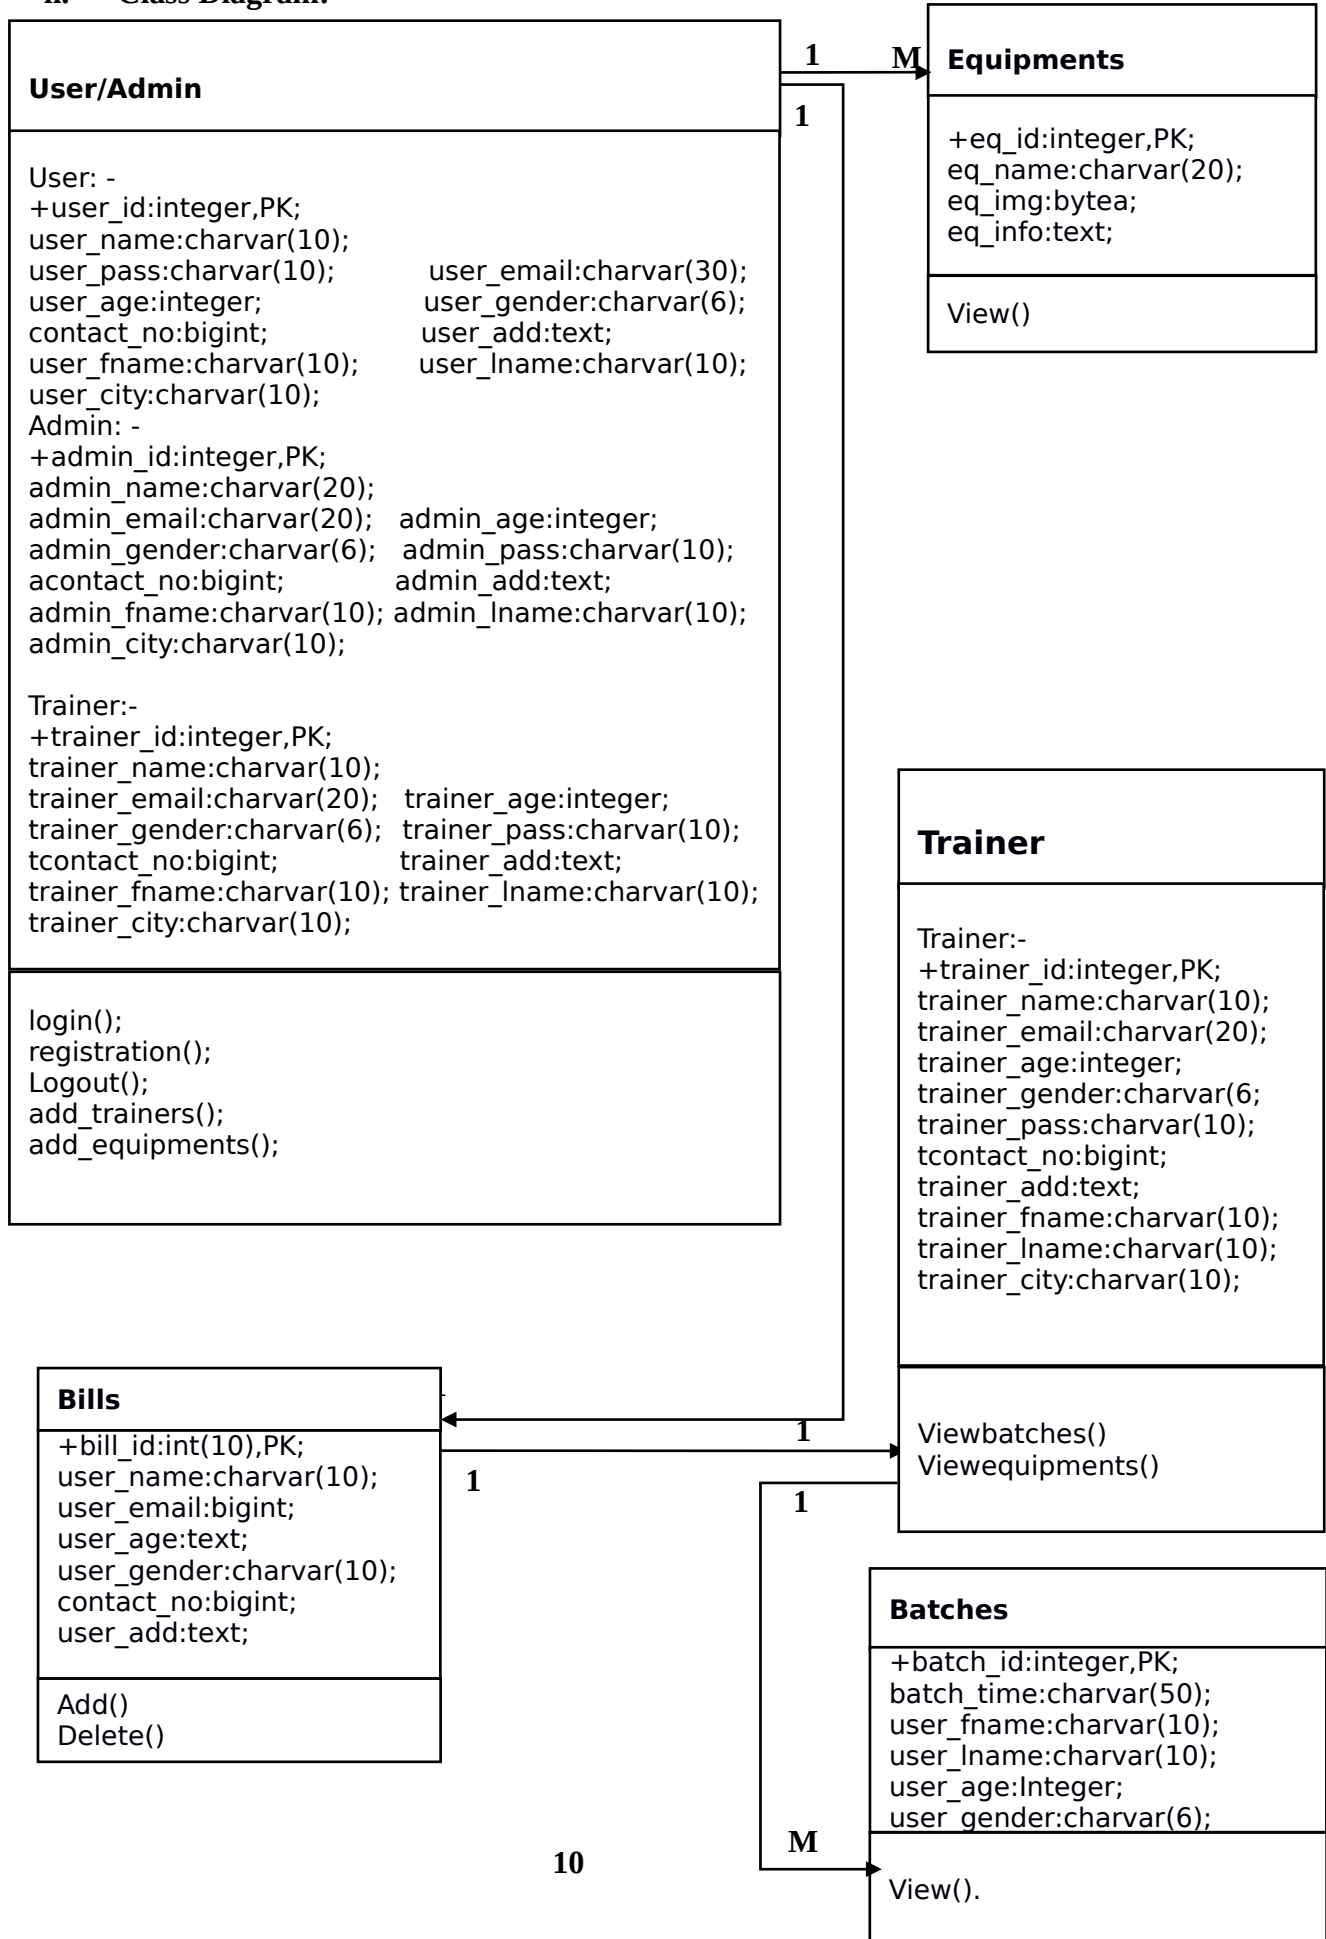 Class Diagram:
1
M
1
User/Admin
User: -
+user_id:integer,PK;
user_name:charvar(10);
user_pass:charvar(10); user_email:charvar(30);
user_age:integer; user_gender:charvar(6);
contact_no:bigint; user_add:text;
user_fname:charvar(10); user_lname:charvar(10);
user_city:charvar(10);
Admin: -
+admin_id:integer,PK;
admin_name:charvar(20);
admin_email:charvar(20); admin_age:integer;
admin_gender:charvar(6); admin_pass:charvar(10);
acontact_no:bigint; admin_add:text;
admin_fname:charvar(10); admin_lname:charvar(10);
admin_city:charvar(10);
Trainer:-
+trainer_id:integer,PK;
trainer_name:charvar(10);
trainer_email:charvar(20); trainer_age:integer;
trainer_gender:charvar(6); trainer_pass:charvar(10);
tcontact_no:bigint; trainer_add:text;
trainer_fname:charvar(10); trainer_lname:charvar(10);
trainer_city:charvar(10);
login();
registration();
Logout();
add_trainers();
add_equipments();
Equipments
+eq_id:integer,PK;
eq_name:charvar(20);
eq_img:bytea;
eq_info:text;
View()
Trainer
Trainer:-
+trainer_id:integer,PK;
trainer_name:charvar(10);
trainer_email:charvar(20);
trainer_age:integer;
trainer_gender:charvar(6;
trainer_pass:charvar(10);
tcontact_no:bigint;
trainer_add:text;
trainer_fname:charvar(10);
trainer_lname:charvar(10);
trainer_city:charvar(10);
Viewbatches()
Viewequipments()
Bills
+bill_id:int(10),PK;
user_name:charvar(10);
user_email:bigint;
user_age:text;
user_gender:charvar(10);
contact_no:bigint;
user_add:text;
Add()
Delete()
1
1
1
M
Batches
+batch_id:integer,PK;
batch_time:charvar(50);
user_fname:charvar(10);
user_lname:charvar(10);
user_age:Integer;
user_gender:charvar(6);
View().
10